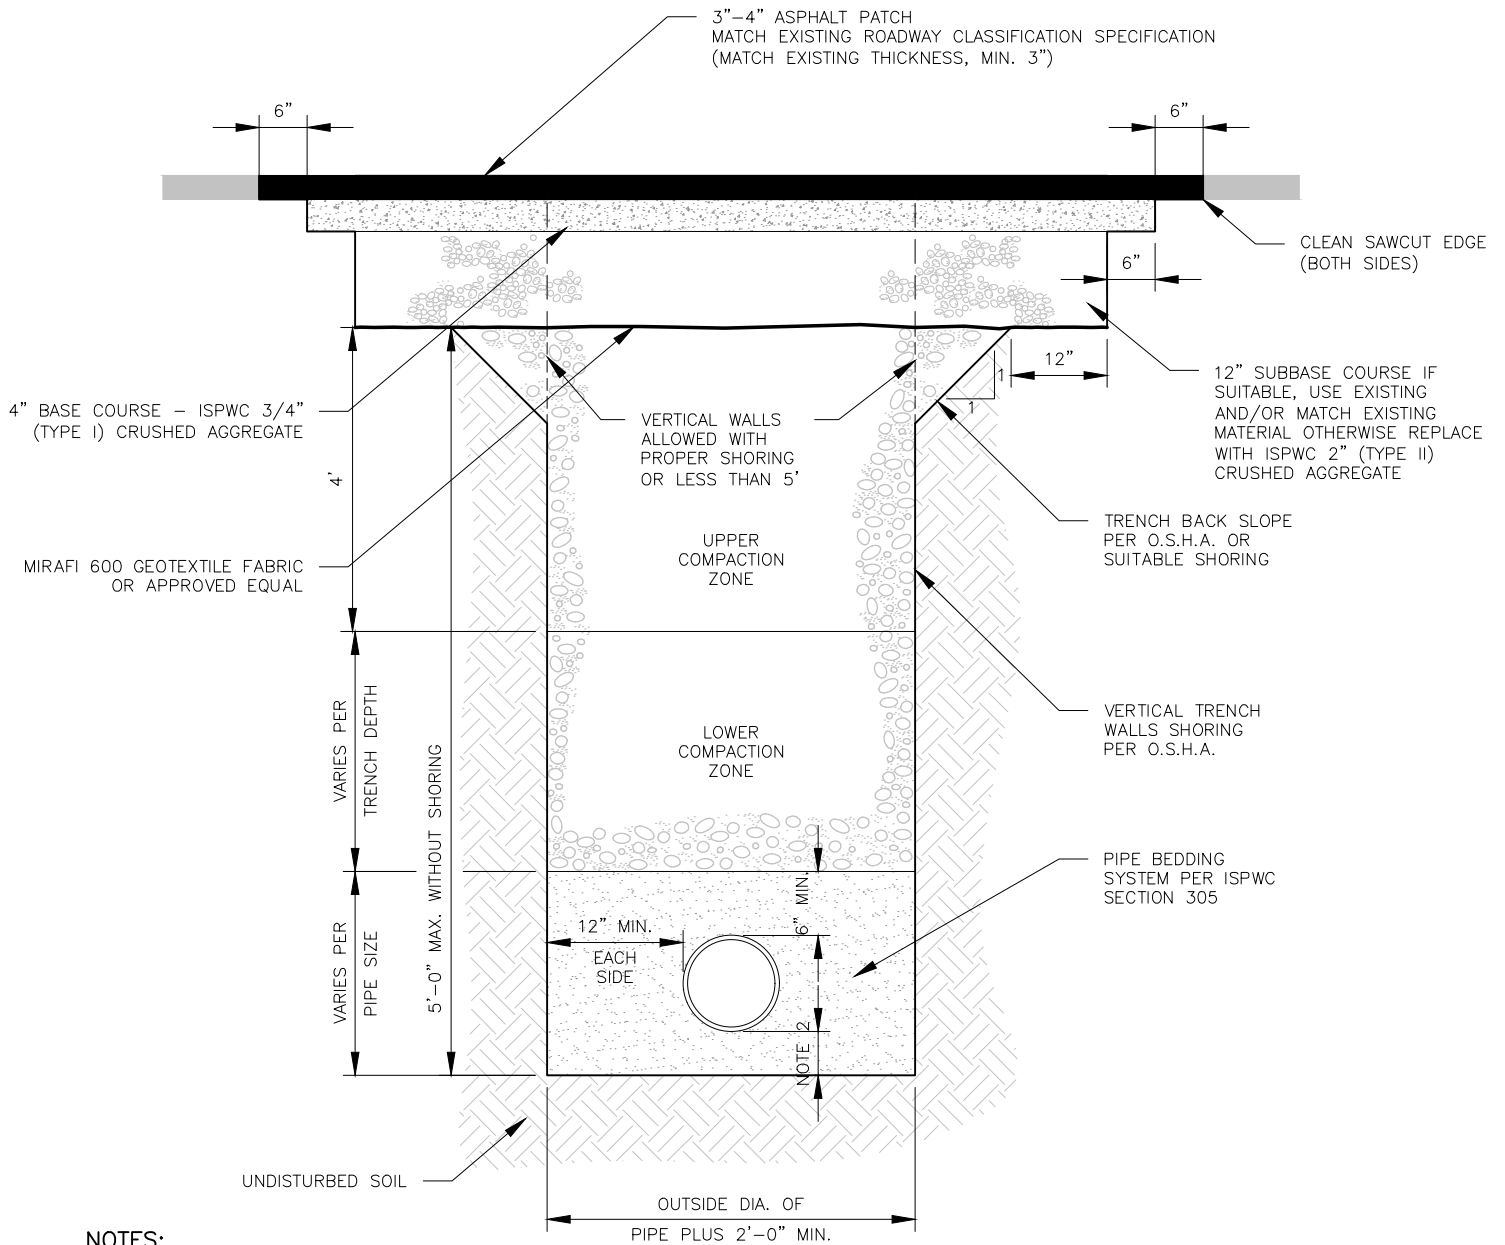 3”–4” ASPHALT PATCH
MATCH EXISTING ROADWAY CLASSIFICATION SPECIFICATION
(MATCH EXISTING THICKNESS, MIN. 3”)
6”
6”
CLEAN SAWCUT EDGE
(BOTH SIDES)
6”
12”
1
1
12” SUBBASE COURSE IF
SUITABLE, USE EXISTING
AND/OR MATCH EXISTING
MATERIAL OTHERWISE REPLACE
WITH ISPWC 2” (TYPE II)
CRUSHED AGGREGATE
4” BASE COURSE – ISPWC 3/4”
(TYPE I) CRUSHED AGGREGATE
VERTICAL WALLS
ALLOWED WITH
PROPER SHORING
OR LESS THAN 5’
4’
TRENCH BACK SLOPE
PER O.S.H.A. OR
SUITABLE SHORING
MIRAFI 600 GEOTEXTILE FABRIC
OR APPROVED EQUAL
UPPER
COMPACTION
ZONE
VERTICAL TRENCH
WALLS SHORING
PER O.S.H.A.
LOWER
COMPACTION
ZONE
VARIES PER
TRENCH DEPTH
5’–0” MAX. WITHOUT SHORING
PIPE BEDDING
SYSTEM PER ISPWC
SECTION 305
VARIES PER
PIPE SIZE
12” MIN.
EACH
SIDE
6” MIN.
NOTE 2
UNDISTURBED SOIL
OUTSIDE DIA. OF
PIPE PLUS 2’–0” MIN.
NOTES: